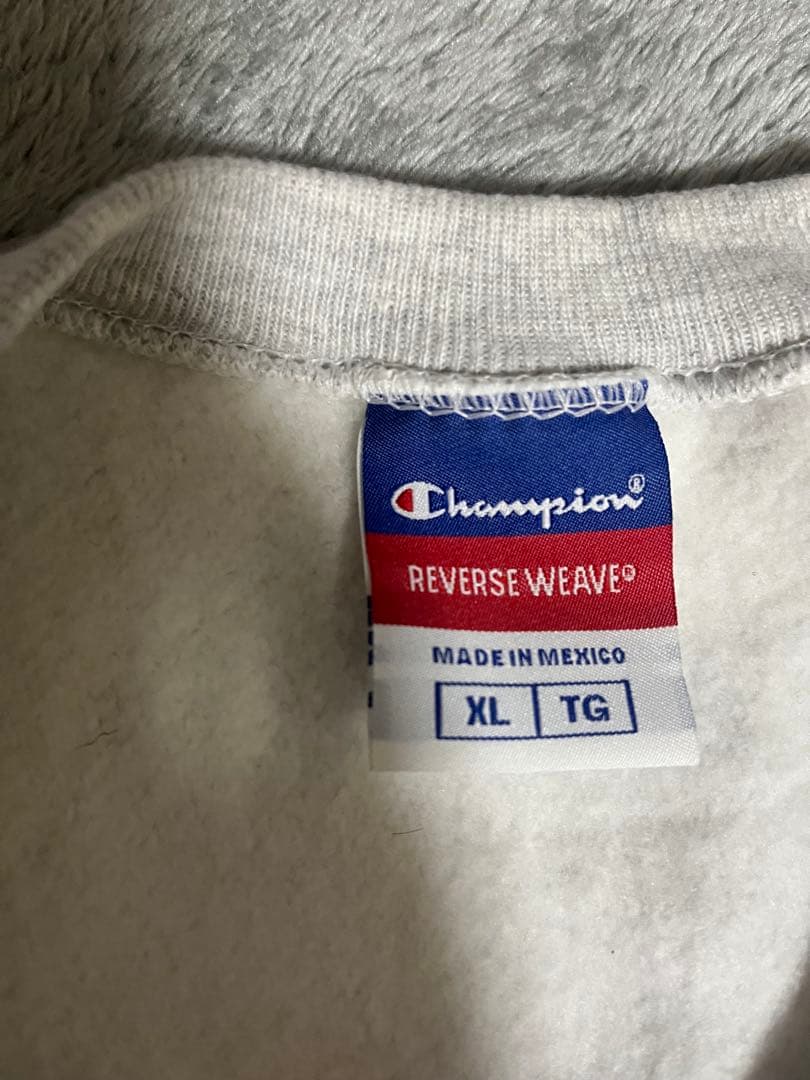 Champion®
REVERSE WEAVE®
MADE IN MEXICO
XL TG